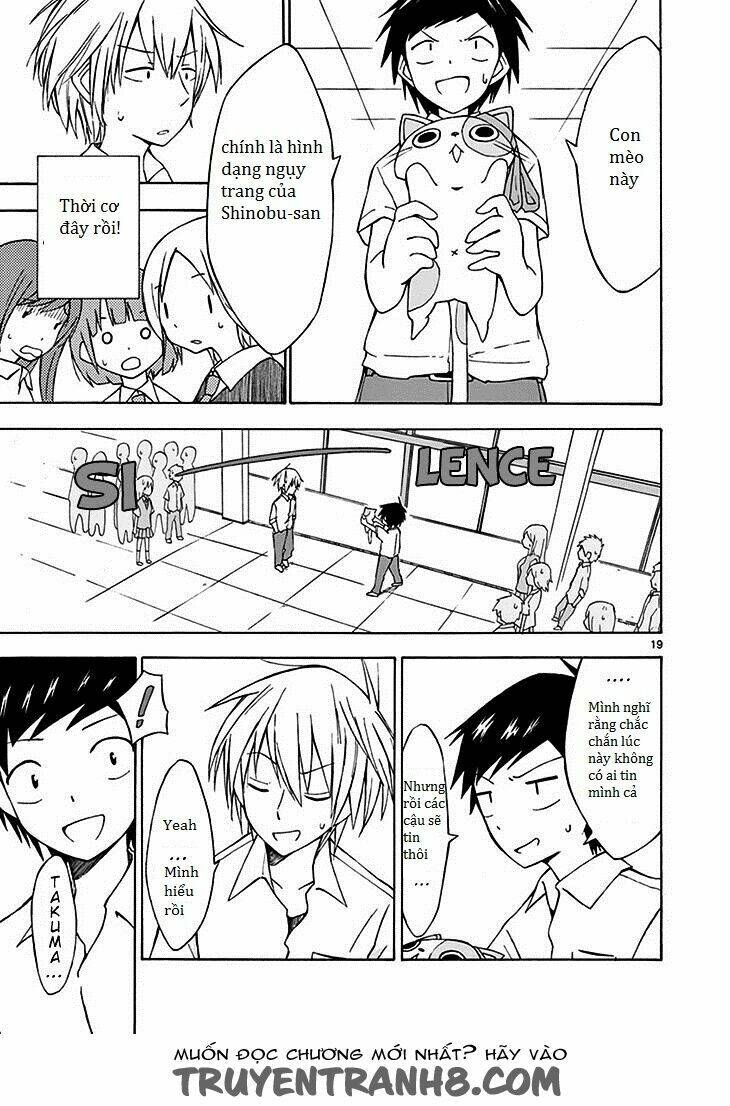 Con
mèo
này
chính là hình
dạng ngụy
trang của
Shinobu-san
Thời cơ
đây rồi!
SI LENCE
19
....
Mình nghĩ
rằng chắc
chắn lúc
này không
có ai tin
mình cả
Nhưng
rồi các
cậu sẽ
tin
thôi
...
Yeah
....
Mình
hiểu
rồi
!
TAKUMA
...
MUỐN ĐỌC CHƯƠNG MỚI NHẤT? HÃY VÀO
TRUYENTRANH8.COM